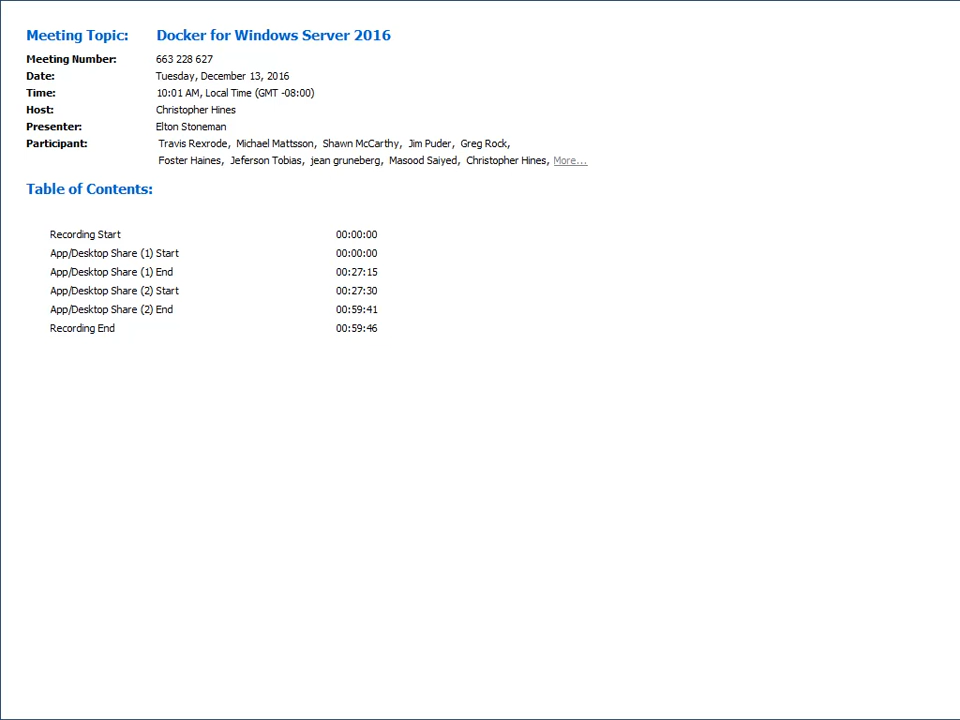 Meeting Topic: Docker for Windows Server 2016
Meeting Number: 663 228 627
Date: Tuesday, December 13, 2016
Time: 10:01 AM, Local Time (GMT -08:00)
Host: Christopher Hines
Presenter: Elton Stoneman
Participant: Travis Rexrode, Michael Mattsson, Shawn McCarthy, Jim Puder, Greg Rock,
Foster Haines, Jeferson Tobias, jean gruneberg, Masood Saiyed, Christopher Hines, More...
Table of Contents:
Recording Start 00:00:00
App/Desktop Share (1) Start 00:00:00
App/Desktop Share (1) End 00:27:15
App/Desktop Share (2) Start 00:27:30
App/Desktop Share (2) End 00:59:41
Recording End 00:59:46